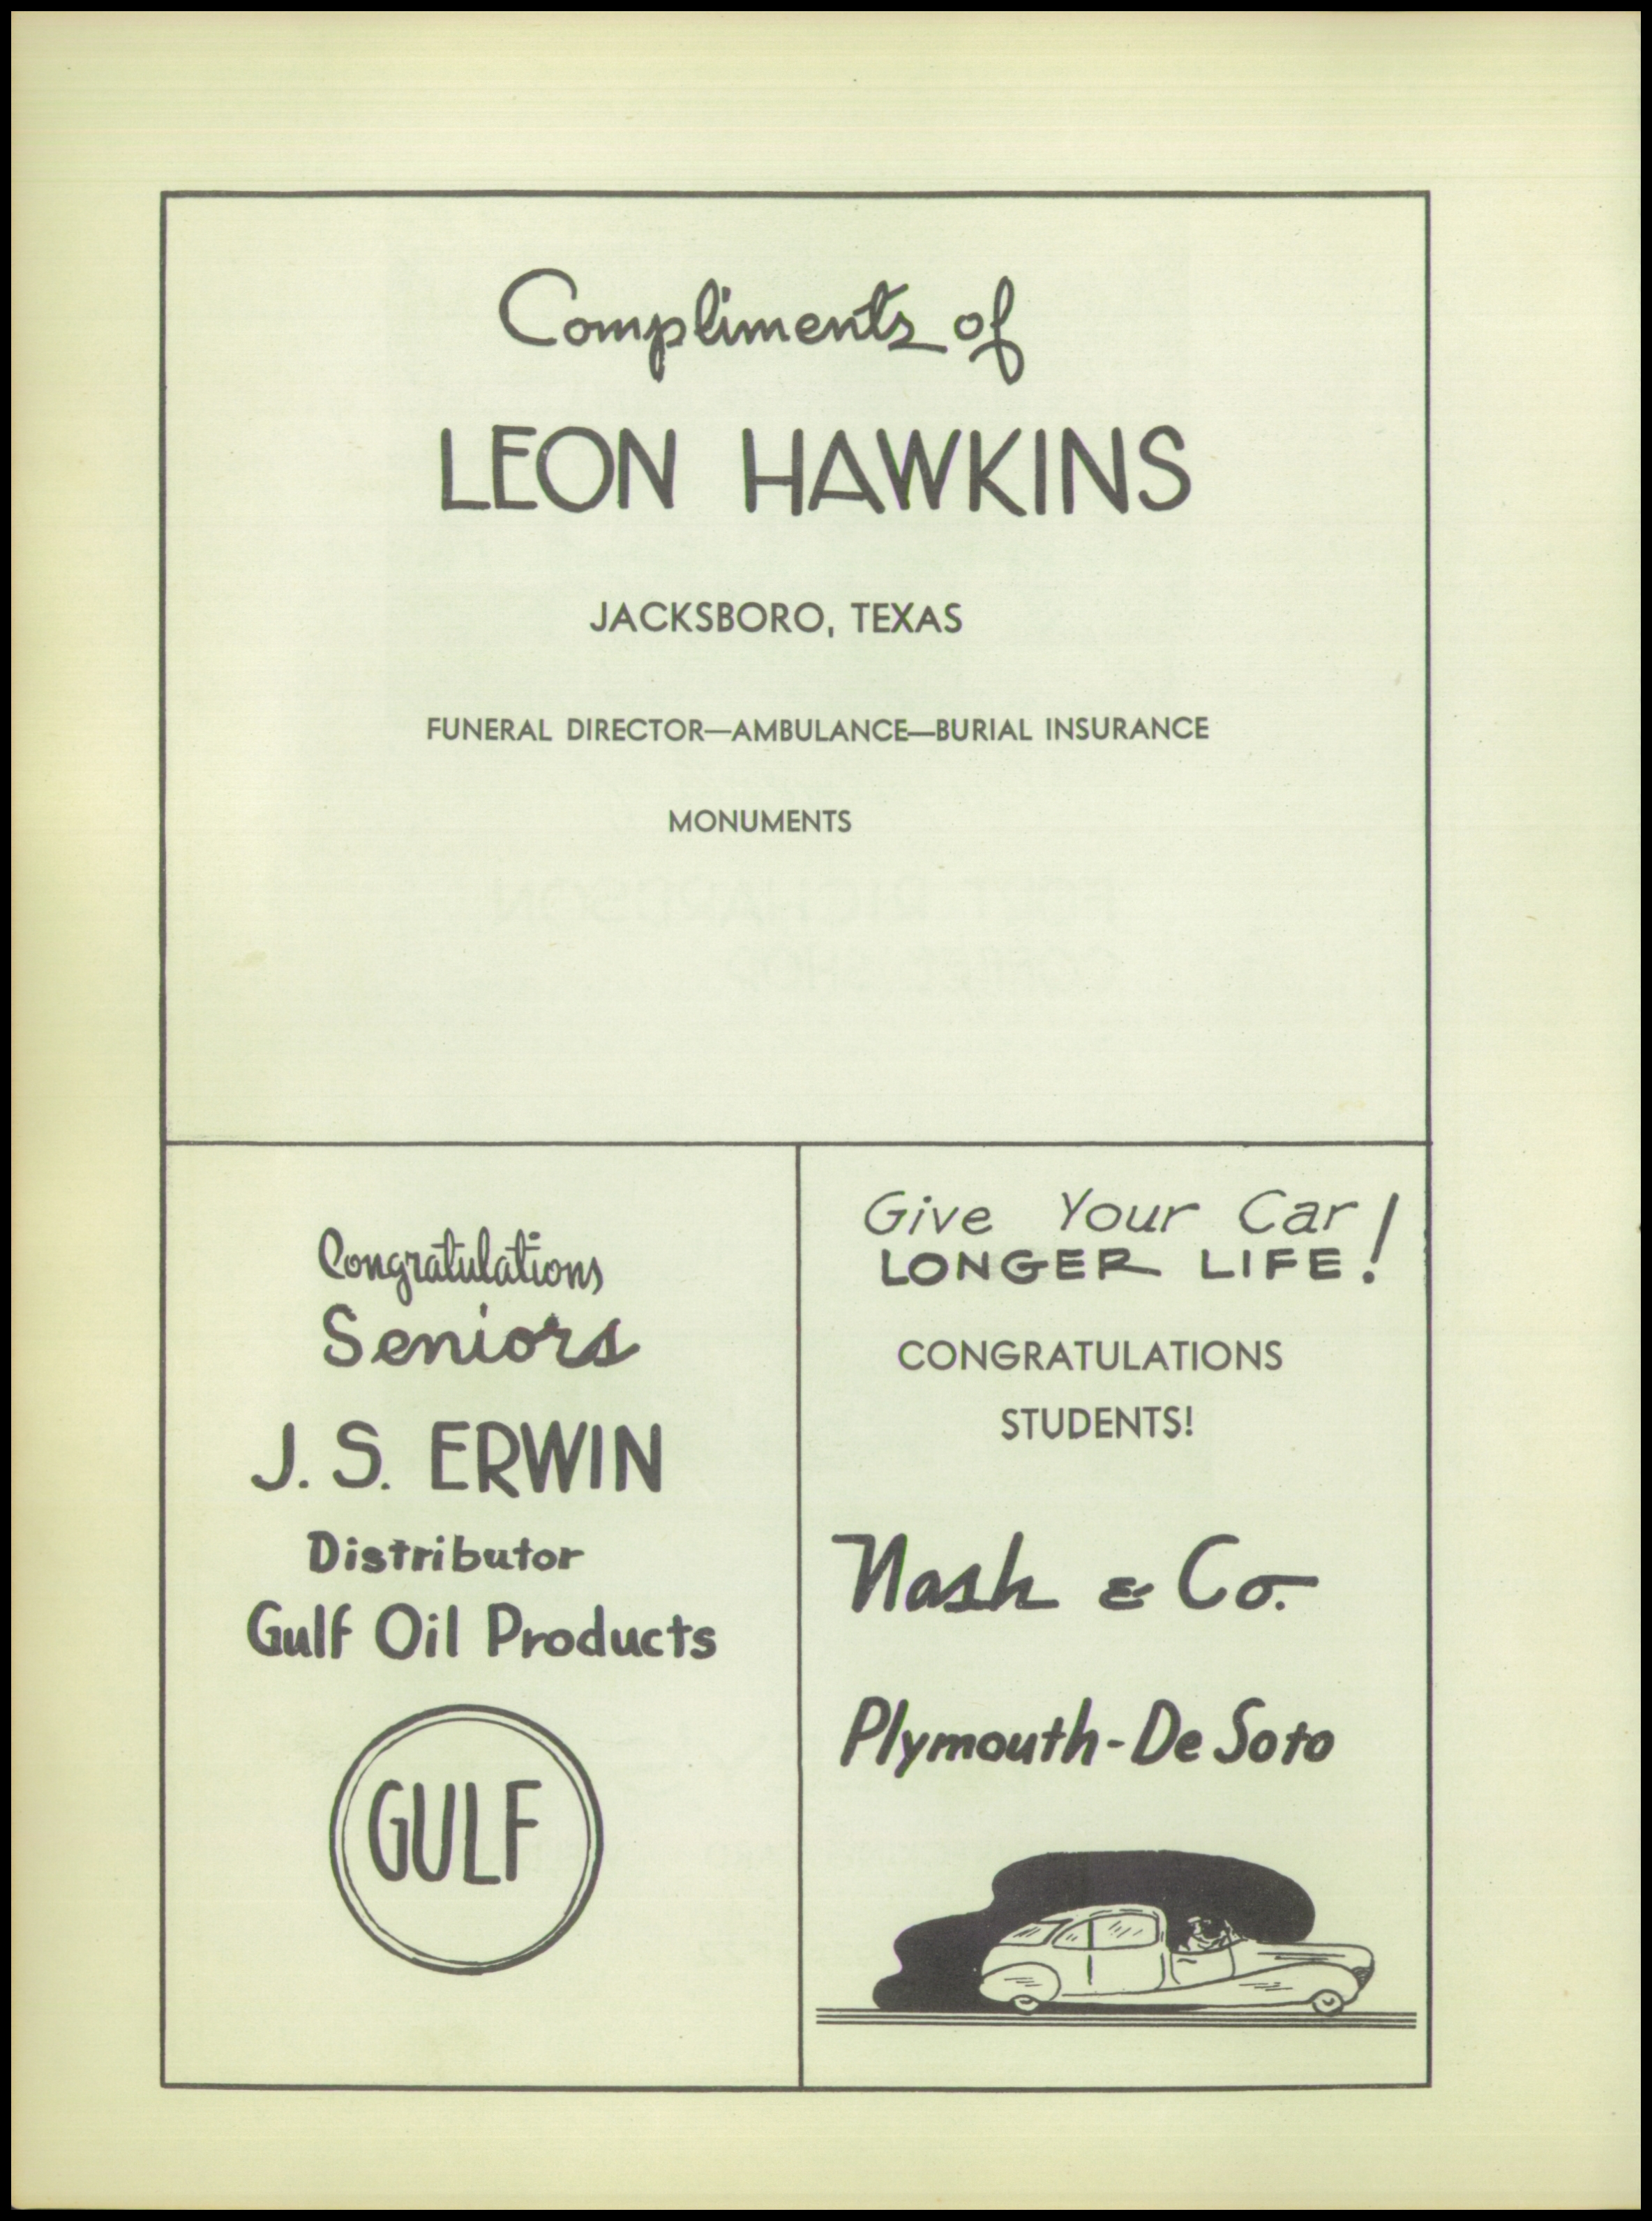 Compliments of
LEON HAWKINS
JACKSBORO, TEXAS
FUNERAL DIRECTOR—AMBULANCE—BURIAL INSURANCE
MONUMENTS
Congratulations
Seniors
J. S. ERWIN
Distributor
Gulf Oil Products
GULF
Give Your Car
LONGER LIFE!
CONGRATULATIONS
STUDENTS!
Nash & Co.
Plymouth-De Soto